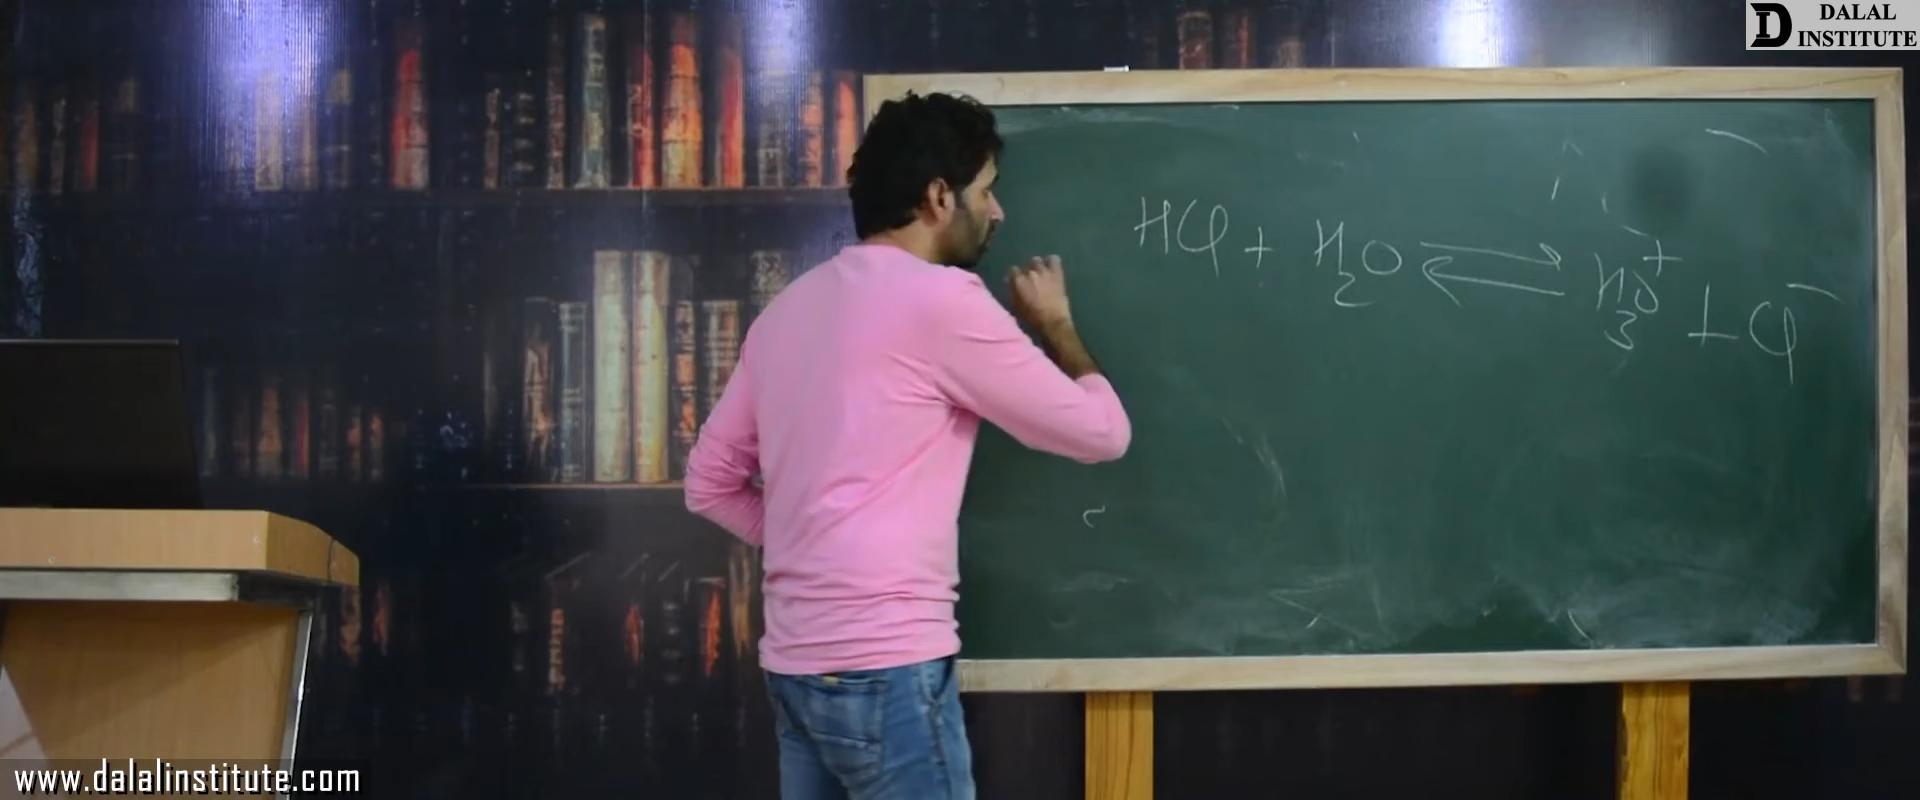 DALAL
INSTITUTE
HCl + H2O ⇌ H3O+ + Cl-
www.dalalinstitute.com